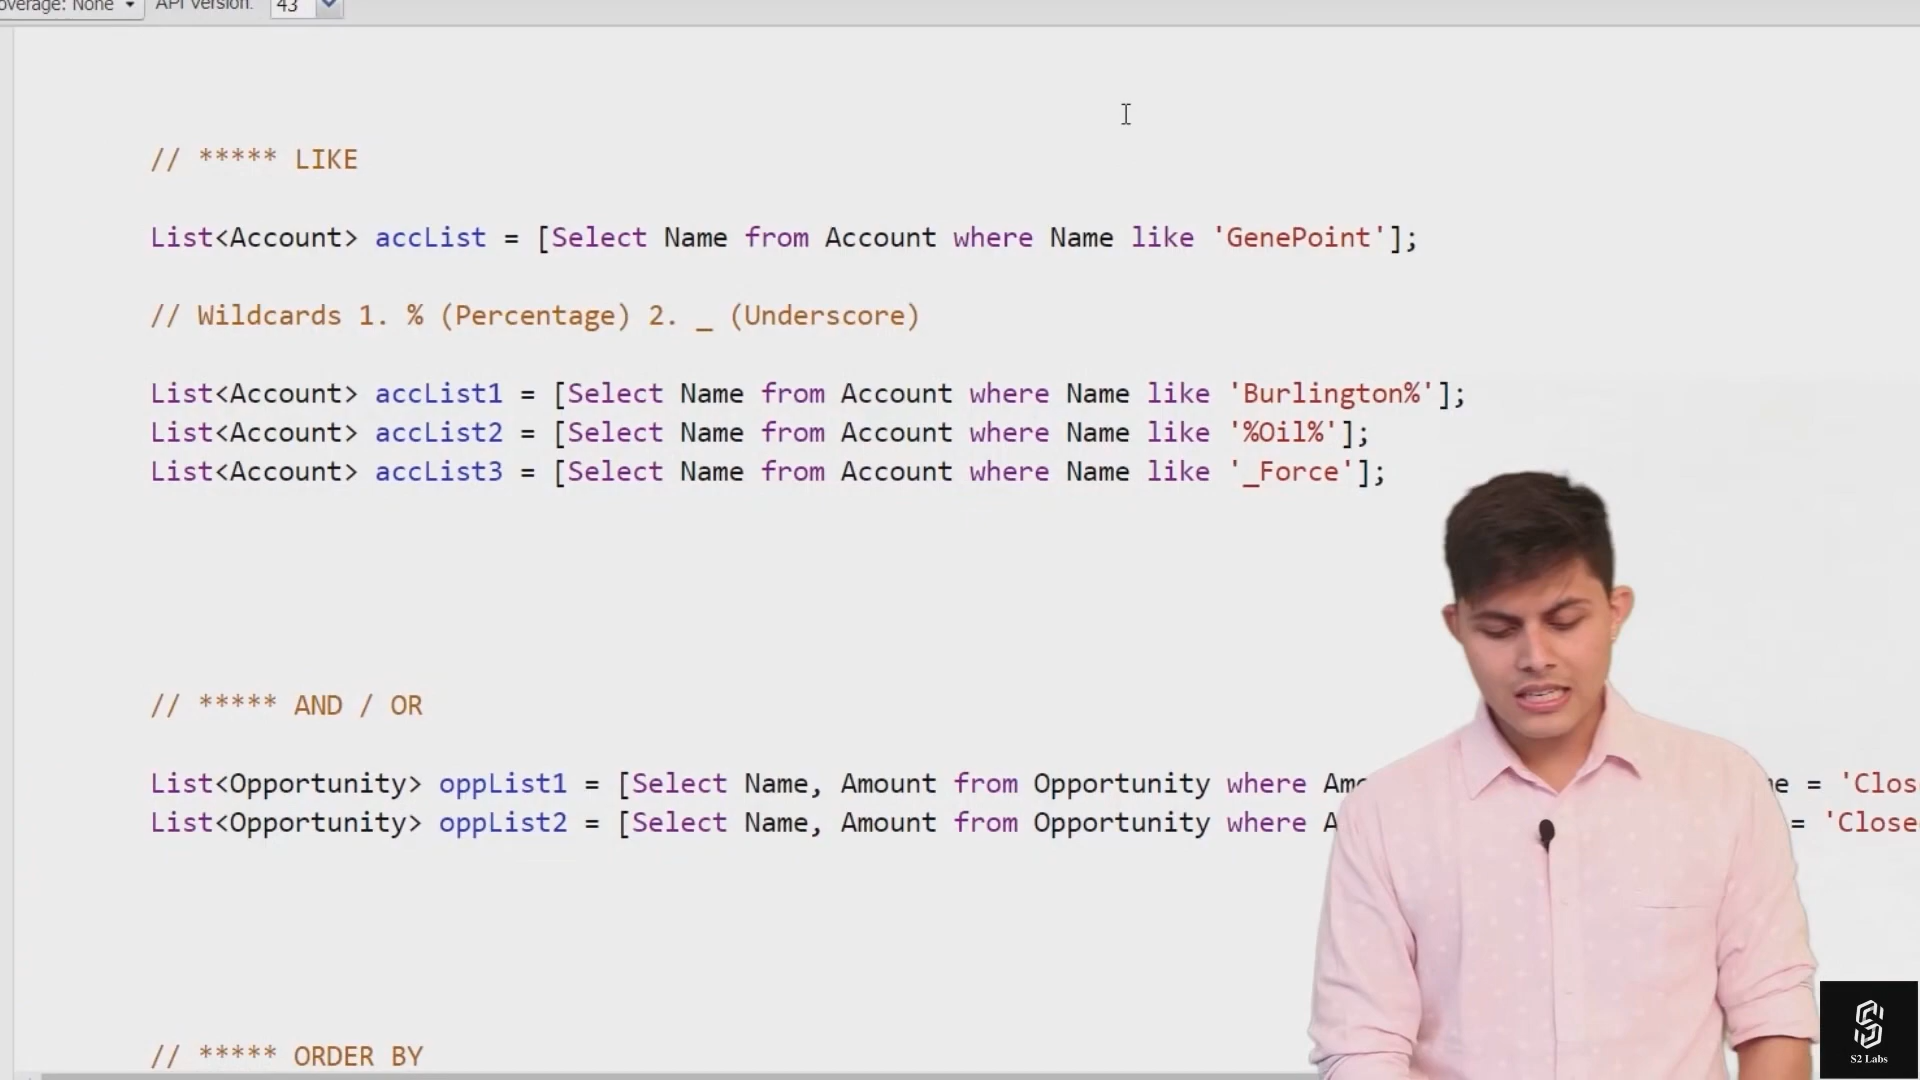 API Version: 43
// ***** LIKE
List<Account> accList = [Select Name from Account where Name like 'GenePoint'];
// Wildcards 1. % (Percentage) 2. _ (Underscore)
List<Account> accList1 = [Select Name from Account where Name like 'Burlington%'];
List<Account> accList2 = [Select Name from Account where Name like '%Oil%'];
List<Account> accList3 = [Select Name from Account where Name like '_Force'];
// ***** AND / OR
List<Opportunity> oppList1 = [Select Name, Amount from Opportunity where = '
List<Opportunity> oppList2 = [Select Name, Amount from Opportunity where = '
// ***** ORDER BY
S2 Labs